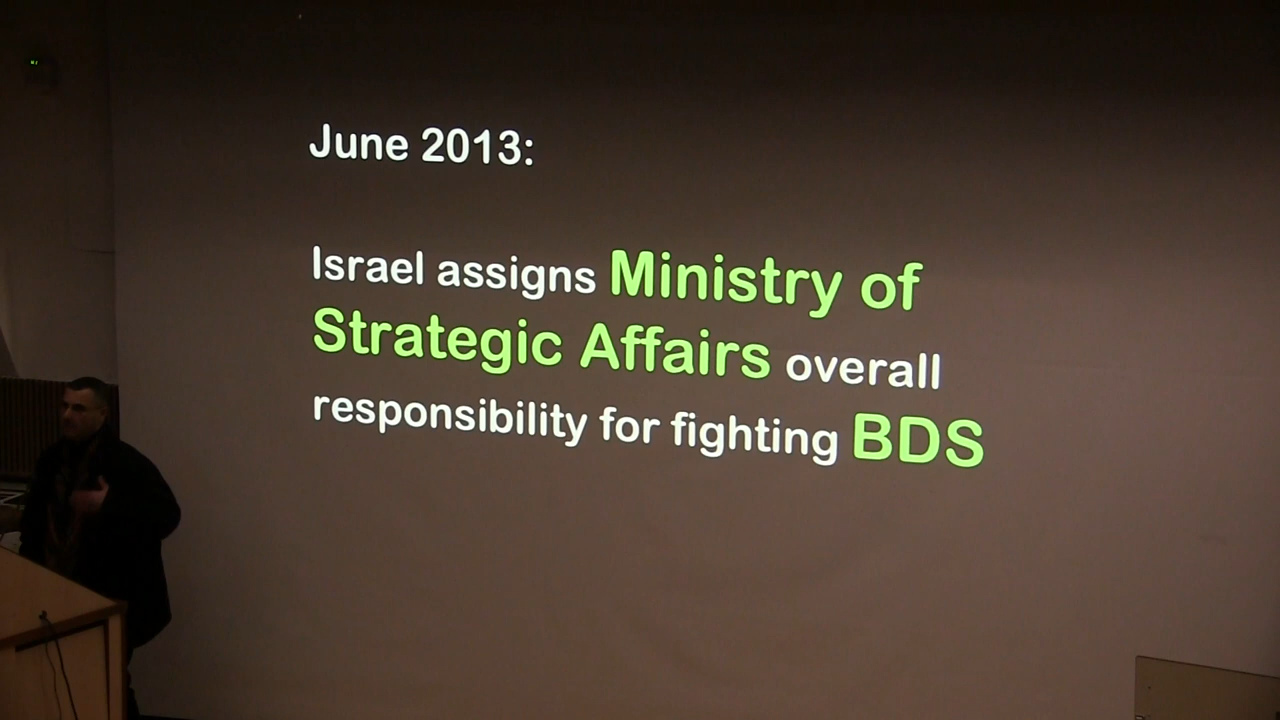 June 2013:
Israel assigns Ministry of
Strategic Affairs overall
responsibility for fighting BDS